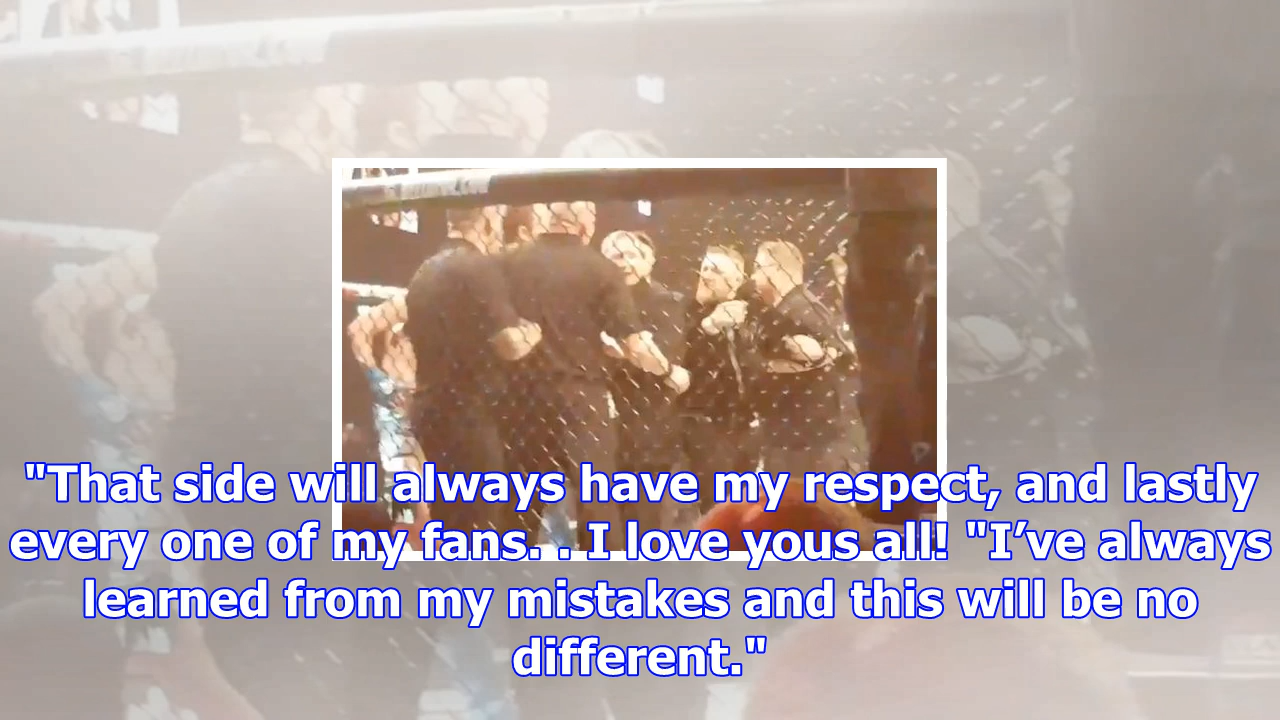 "That side will always have my respect, and lastly
every one of my fans. . I love yous all! "I’ve always
learned from my mistakes and this will be no
different."